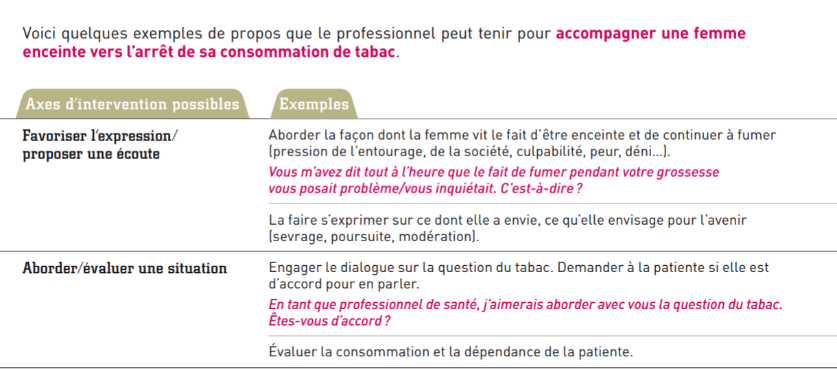 Voici quelques exemples de propos que le professionnel peut tenir pour accompagner une femme
enceinte vers l'arrêt de sa consommation de tabac.
Axes d'intervention possibles
Exemples
Favoriser l'expression/
proposer une écoute
Aborder la façon dont la femme vit le fait d'être enceinte et de continuer à fumer
(pression de l'entourage, de la société, culpabilité, peur, déni...).
Vous m'avez dit tout à l'heure que le fait de fumer pendant votre grossesse
vous posait problème/vous inquiétait. C'est-à-dire ?
La faire s'exprimer sur ce dont elle a envie, ce qu'elle envisage pour l'avenir
(sevrage, poursuite, modération).
Aborder/évaluer une situation
Engager le dialogue sur la question du tabac. Demander à la patiente si elle est
d'accord pour en parler.
En tant que professionnel de santé, j'aimerais aborder avec vous la question du tabac.
Êtes-vous d'accord ?
Évaluer la consommation et la dépendance de la patiente.